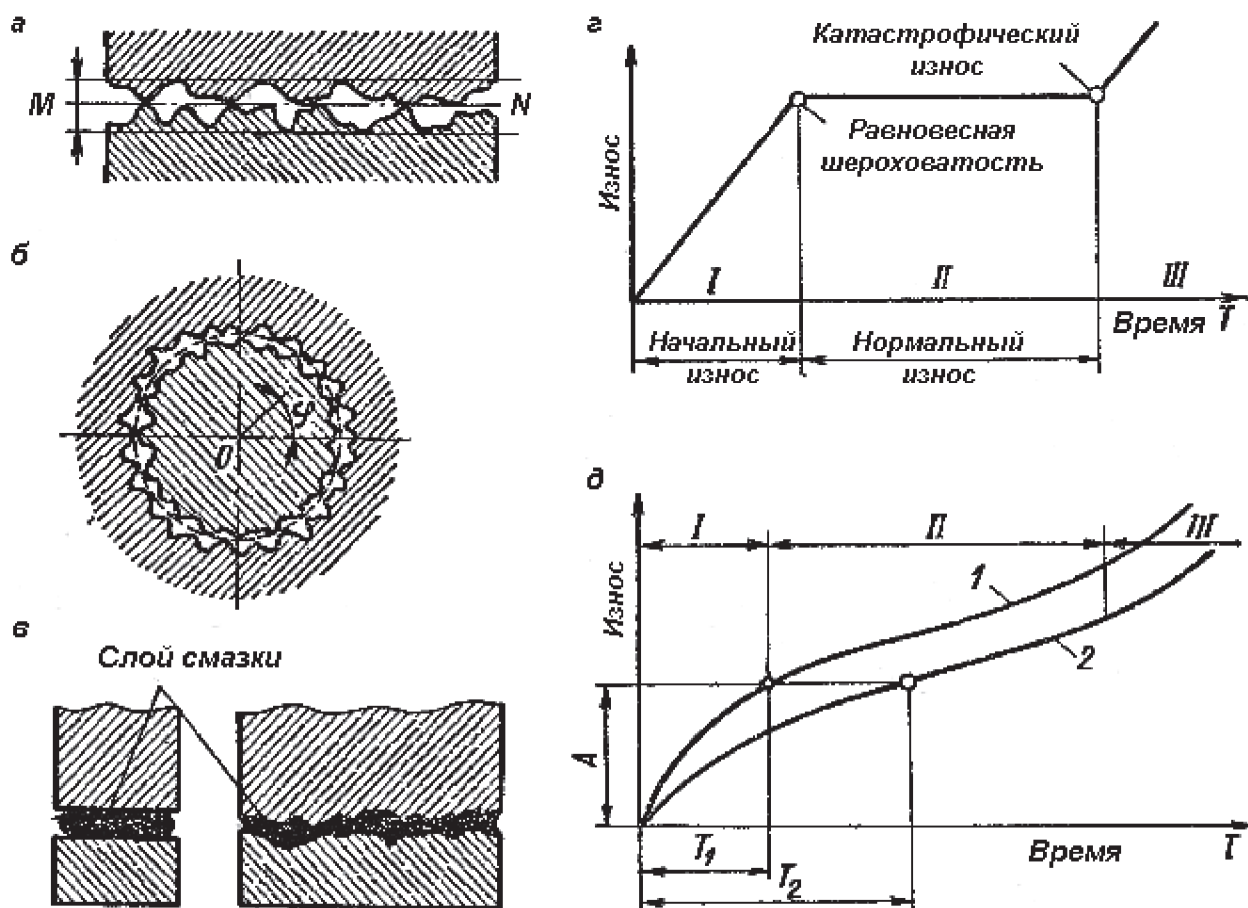 а
M
N
б
φ
0
в
Слой смазки
г
Катастрофический
износ
Равновесная
шероховатость
Износ
I
II
III
Время T
Начальный
износ
Нормальный
износ
д
I
II
III
1
2
Износ
A
T1
T2
Время
T